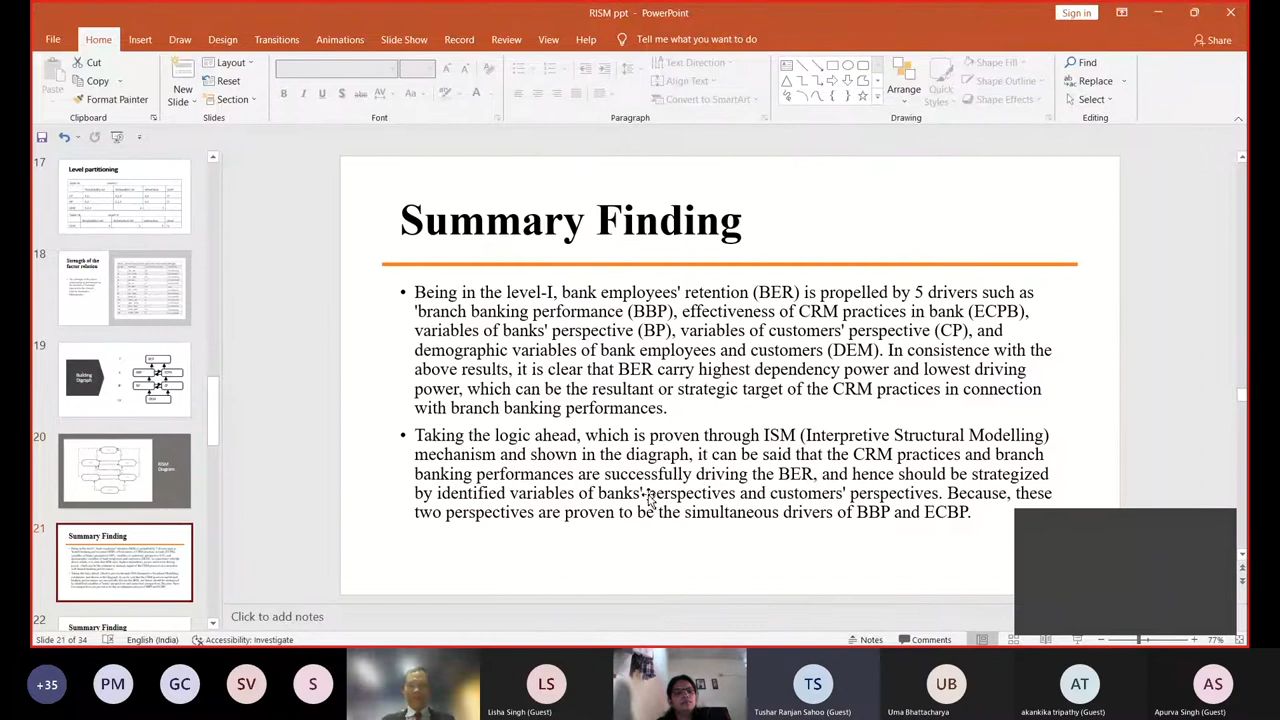 RISM ppt - PowerPoint
Sign in
File Home Insert Draw Design Transitions Animations Slide Show Record Review View Help Tell me what you want to do
Share
Paste
Cut
Copy
Format Painter
Clipboard
New
Slide
Layout
Reset
Section
Slides
Font
Text Direction
Align Text
Convert to SmartArt
Paragraph
Arrange
Quick
Styles
Shape Fill
Shape Outline
Shape Effects
Drawing
Find
Replace
Select
Editing
17
Level partitioning
18
Strength of the
factor relation
19
Building
Digraph
20
RISM
Diagram
21
Summary Finding
22
Summary Finding
Summary Finding
• Being in the level-I, bank employees' retention (BER) is propelled by 5 drivers such as
'branch banking performance (BBP), effectiveness of CRM practices in bank (ECPB),
variables of banks' perspective (BP), variables of customers' perspective (CP), and
demographic variables of bank employees and customers (DEM). In consistence with the
above results, it is clear that BER carry highest dependency power and lowest driving
power, which can be the resultant or strategic target of the CRM practices in connection
with branch banking performances.
• Taking the logic ahead, which is proven through ISM (Interpretive Structural Modelling)
mechanism and shown in the diagraph, it can be said that the CRM practices and branch
banking performances are successfully driving the BER, and hence should be strategized
by identified variables of banks' perspectives and customers' perspectives. Because, these
two perspectives are proven to be the simultaneous drivers of BBP and ECBP.
Click to add notes
Slide 21 of 34 English (India) Accessibility: Investigate Notes Comments 77%
+35 PM GC SV S LS TS UB AT AS
Lisha Singh (Guest) Tushar Ranjan Sahoo (Guest) Uma Bhattacharya akankika tripathy (Guest) Apurva Singh (Guest)